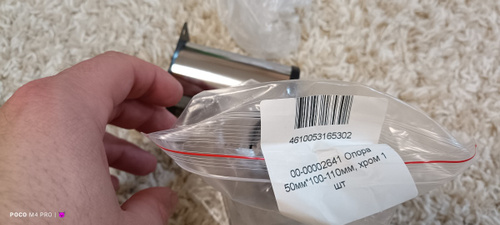 4610053165302
00-00002641 Опора
50мм*100-110мм, хром 1
шт
POCO M4 PRO |